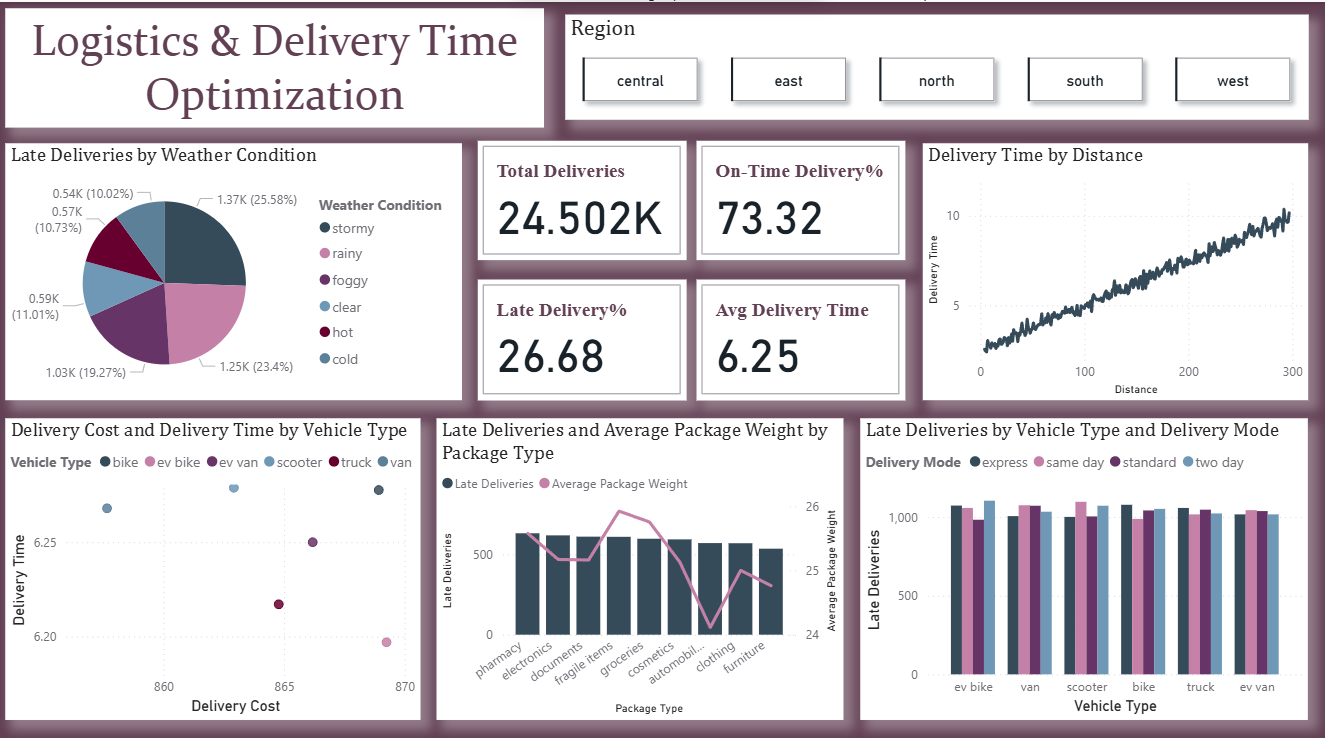 Logistics & Delivery Time
Optimization
Region
central
east
north
south
west
Late Deliveries by Weather Condition
0.54K (10.02%)
0.57K
(10.73%)
0.59K
(11.01%)
1.03K (19.27%)
1.37K (25.58%)
1.25K (23.4%)
Weather Condition
stormy
rainy
foggy
clear
hot
cold
Total Deliveries
24.502K
On-Time Delivery%
73.32
Late Delivery%
26.68
Avg Delivery Time
6.25
Delivery Time by Distance
Delivery Time
10
5
0
100
200
300
Distance
Delivery Cost and Delivery Time by Vehicle Type
Vehicle Type bike ev bike ev van scooter truck van
Delivery Time
6.25
6.20
860
865
870
Delivery Cost
Late Deliveries and Average Package Weight by
Package Type
Late Deliveries Average Package Weight
Late Deliveries
500
0
26
25
24
Average Package Weight
pharmacy
electronics
documents
fragile items
groceries
cosmetics
automobil...
clothing
furniture
Package Type
Late Deliveries by Vehicle Type and Delivery Mode
Delivery Mode express same day standard two day
Late Deliveries
1,000
500
0
ev bike
van
scooter
bike
truck
ev van
Vehicle Type